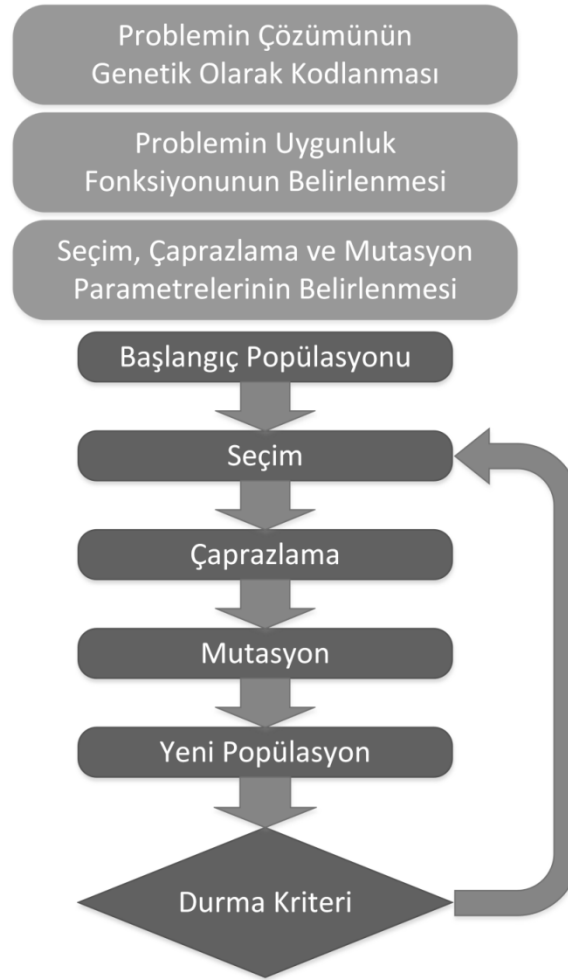 Problemin Çözümünün
Genetik Olarak Kodlanması
Problemin Uygunluk
Fonksiyonunun Belirlenmesi
Seçim, Çaprazlama ve Mutasyon
Parametrelerinin Belirlenmesi
Başlangıç Popülasyonu
Seçim
Çaprazlama
Mutasyon
Yeni Popülasyon
Durma Kriteri